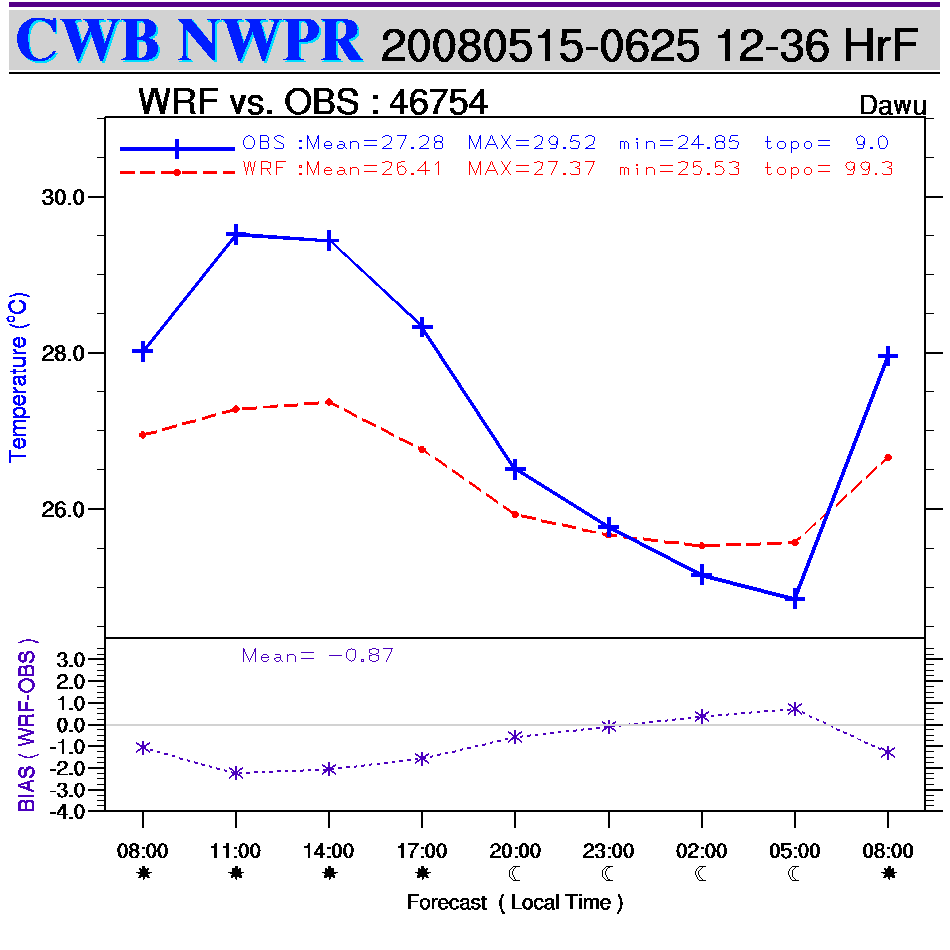 CWB NWPR 20080515-0625 12-36 HrF
WRF vs. OBS : 46754 Dawu
OBS :Mean=27.28 MAX=29.52 min=24.85 topo= 9.0
WRF :Mean=26.41 MAX=27.37 min=25.53 topo= 99.3
30.0
28.0
26.0
Temperature (°C)
Mean= -0.87
3.0
2.0
1.0
0.0
-1.0
-2.0
-3.0
-4.0
BIAS ( WRF-OBS )
08:00 11:00 14:00 17:00 20:00 23:00 02:00 05:00 08:00
Forecast ( Local Time )